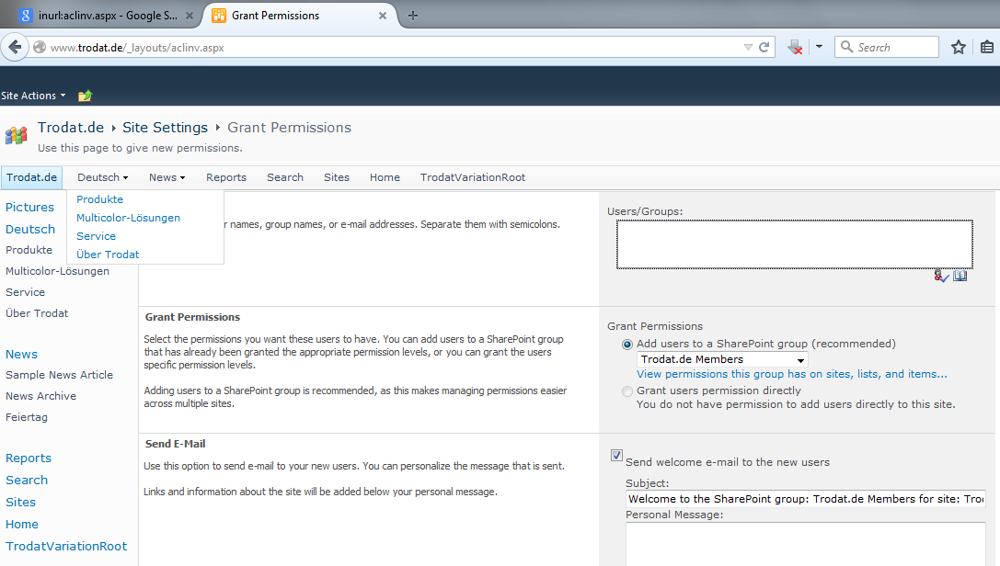 inurl:aclinv.aspx - Google S...
Grant Permissions
www.trodat.de/_layouts/aclinv.aspx
Search
Site Actions
Trodat.de Site Settings Grant Permissions
Use this page to give new permissions.
Trodat.de Deutsch News Reports Search Sites Home TrodatVariationRoot
Produkte
Multicolor-Lösungen
Service
Über Trodat
Pictures
Deutsch
Produkte
Multicolor-Lösungen
Service
Über Trodat
News
Sample News Article
News Archive
Feiertag
Reports
Search
Sites
Home
TrodatVariationRoot
names, group names, or e-mail addresses. Separate them with semicolons.
Users/Groups:
Grant Permissions
Select the permissions you want these users to have. You can add users to a SharePoint group
that has already been granted the appropriate permission levels, or you can grant the users
specific permission levels.
Adding users to a SharePoint group is recommended, as this makes managing permissions easier
across multiple sites.
Grant Permissions
Add users to a SharePoint group (recommended)
Trodat.de Members
View permissions this group has on sites, lists, and items...
Grant users permission directly
You do not have permission to add users directly to this site.
Send E-Mail
Use this option to send e-mail to your new users. You can personalize the message that is sent.
Links and information about the site will be added below your personal message.
Send welcome e-mail to the new users
Subject:
Welcome to the SharePoint group: Trodat.de Members for site: Tro
Personal Message: